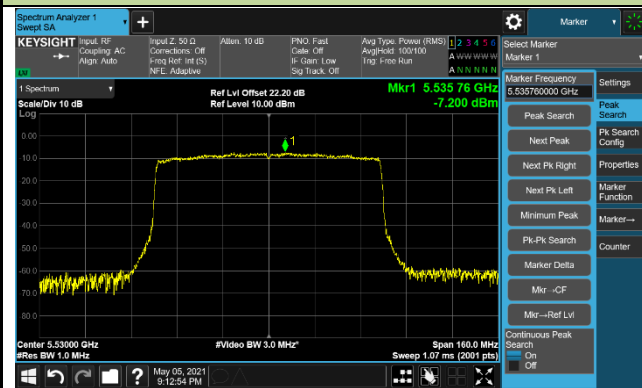 Spectrum Analyzer 1
Swept SA
Marker
KEYSIGHT
Input: RF
Coupling: AC
Align: Auto
Input Z: 50 Ω
Corrections: Off
Freq Ref: Int (S)
NFE: Adaptive
Atten: 10 dB
PNO: Fast
Gate: Off
IF Gain: Low
Sig Track: Off
Avg Type: Power (RMS)
Avg|Hold: 100/100
Trig: Free Run
1 2 3 4 5 6
A W W W W W
A N N N N N
LXI
Select Marker
Marker 1
1 Spectrum
Scale/Div 10 dB
Log
Ref Lvl Offset 22.20 dB
Ref Level 10.00 dBm
Mkr1 5.535 76 GHz
-7.200 dBm
1
0.00
-10.0
-20.0
-30.0
-40.0
-50.0
-60.0
-70.0
-80.0
Center 5.53000 GHz
#Res BW 1.0 MHz
#Video BW 3.0 MHz*
Span 160.0 MHz
Sweep 1.07 ms (2001 pts)
Marker Frequency
5.535760000 GHz
Peak Search
Next Peak
Next Pk Right
Next Pk Left
Minimum Peak
Pk-Pk Search
Marker Delta
Mkr→CF
Mkr→Ref Lvl
Continuous Peak
Search
On
Off
Settings
Peak
Search
Pk Search
Config
Properties
Marker
Function
Marker→
Counter
?
May 05, 2021
9:12:54 PM